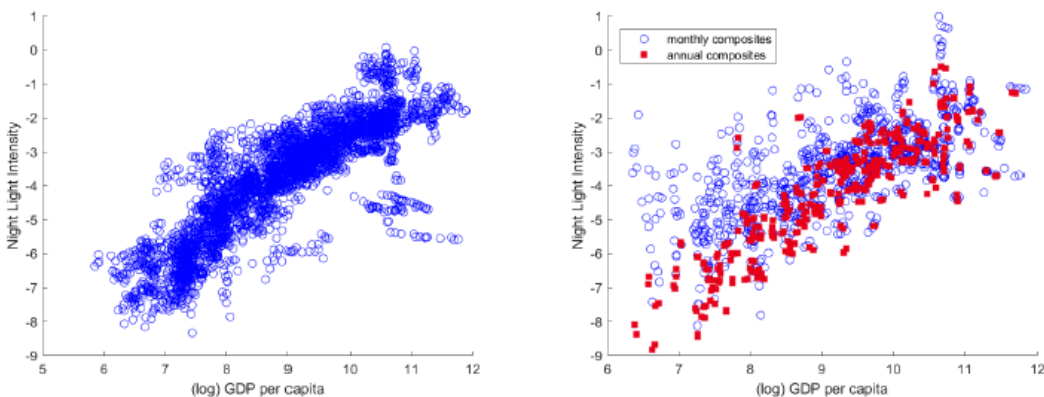 1
0
-1
-2
-3
-4
-5
-6
-7
-8
-9
Night Light Intensity
5 6 7 8 9 10 11 12
(log) GDP per capita
1
0
-1
-2
-3
-4
-5
-6
-7
-8
-9
Night Light Intensity
monthly composites
annual composites
6 7 8 9 10 11 12
(log) GDP per capita